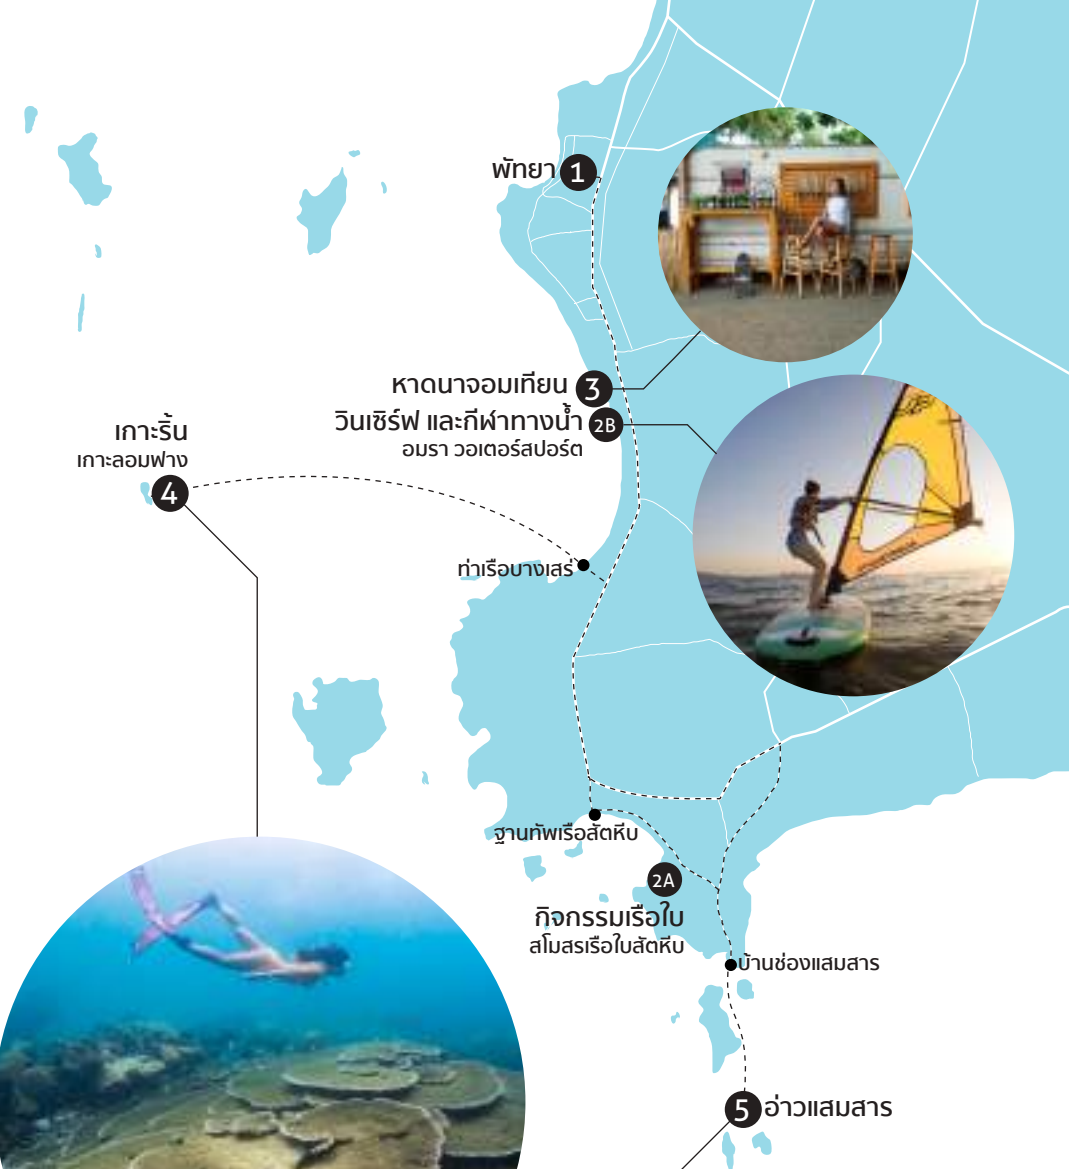 พัทยา 1
หาดนาจอมเทียน 3
วินเซิร์ฟ และกีฬาทางน้ำ 2B
อมรา วอเตอร์สปอร์ต
เกาะริ้น
เกาะลอมฟาง
4
ท่าเรือบางเสร่
ฐานทัพเรือสัตหีบ
2A
กิจกรรมเรือใบ
สโมสรเรือใบสัตหีบ
บ้านช่องแสมสาร
5 อ่าวแสมสาร